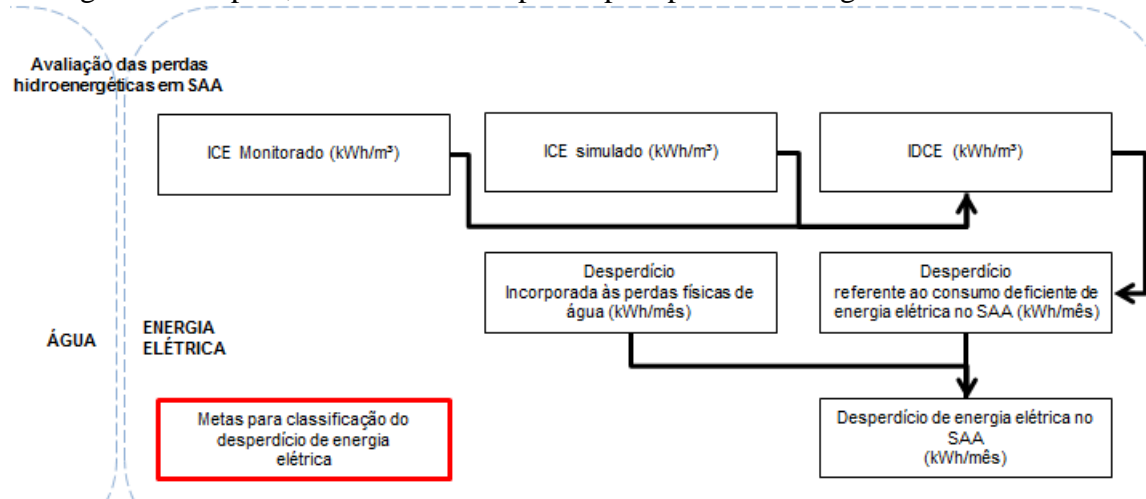 Avaliação das perdas
hidroenergéticas em SAA
ICE Monitorado (kWh/m³)
ICE simulado (kWh/m³)
IDCE (kWh/m³)
Desperdício
Incorporada às perdas físicas de
água (kWh/mês)
Desperdício
referente ao consumo deficiente de
energia elétrica no SAA (kWh/mês)
ÁGUA
ENERGIA
ELÉTRICA
Metas para classificação do
desperdício de energia
elétrica
Desperdício de energia elétrica no
SAA
(kWh/mês)